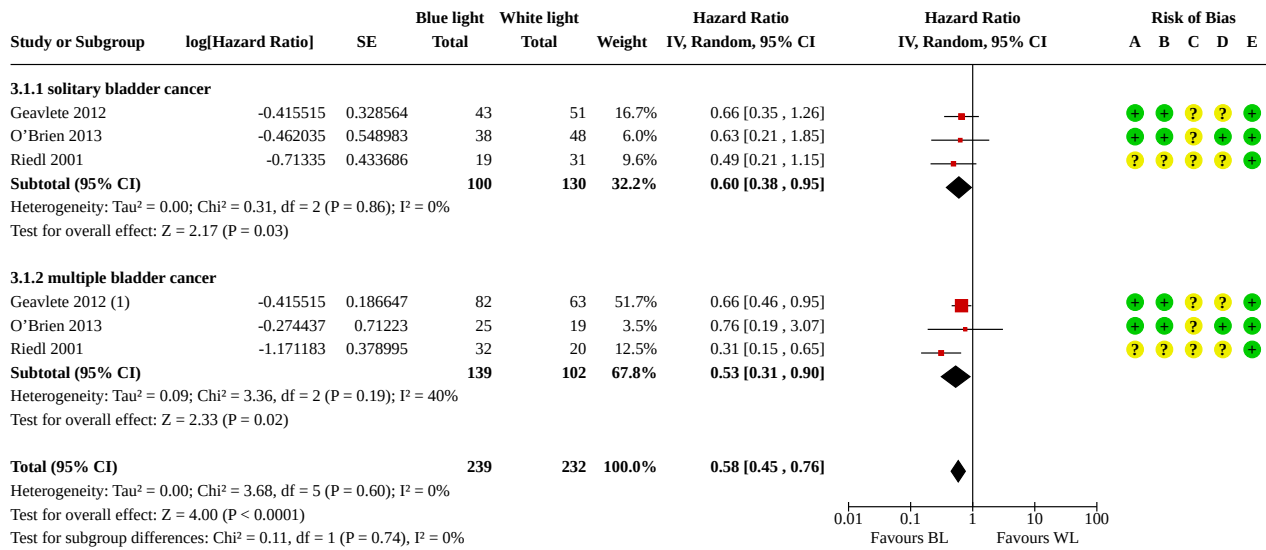 Blue light White light Hazard Ratio Hazard Ratio Risk of Bias
Study or Subgroup log[Hazard Ratio] SE Total Total Weight IV, Random, 95% CI IV, Random, 95% CI A B C D E
3.1.1 solitary bladder cancer
Geavlete 2012 -0.415515 0.328564 43 51 16.7% 0.66 [0.35 , 1.26] + + ? ? +
O'Brien 2013 -0.462035 0.548983 38 48 6.0% 0.63 [0.21 , 1.85] + + ? + +
Riedl 2001 -0.71335 0.433686 19 31 9.6% 0.49 [0.21 , 1.15] ? ? ? ? +
Subtotal (95% CI) 100 130 32.2% 0.60 [0.38 , 0.95]
Heterogeneity: Tau² = 0.00; Chi² = 0.31, df = 2 (P = 0.86); I² = 0%
Test for overall effect: Z = 2.17 (P = 0.03)
3.1.2 multiple bladder cancer
Geavlete 2012 (1) -0.415515 0.186647 82 63 51.7% 0.66 [0.46 , 0.95] + + ? ? +
O'Brien 2013 -0.274437 0.71223 25 19 3.5% 0.76 [0.19 , 3.07] + + ? + +
Riedl 2001 -1.171183 0.378995 32 20 12.5% 0.31 [0.15 , 0.65] ? ? ? ? +
Subtotal (95% CI) 139 102 67.8% 0.53 [0.31 , 0.90]
Heterogeneity: Tau² = 0.09; Chi² = 3.36, df = 2 (P = 0.19); I² = 40%
Test for overall effect: Z = 2.33 (P = 0.02)
Total (95% CI) 239 232 100.0% 0.58 [0.45 , 0.76]
Heterogeneity: Tau² = 0.00; Chi² = 3.68, df = 5 (P = 0.60); I² = 0%
Test for overall effect: Z = 4.00 (P < 0.0001) 0.01 0.1 1 10 100
Test for subgroup differences: Chi² = 0.11, df = 1 (P = 0.74), I² = 0% Favours BL Favours WL